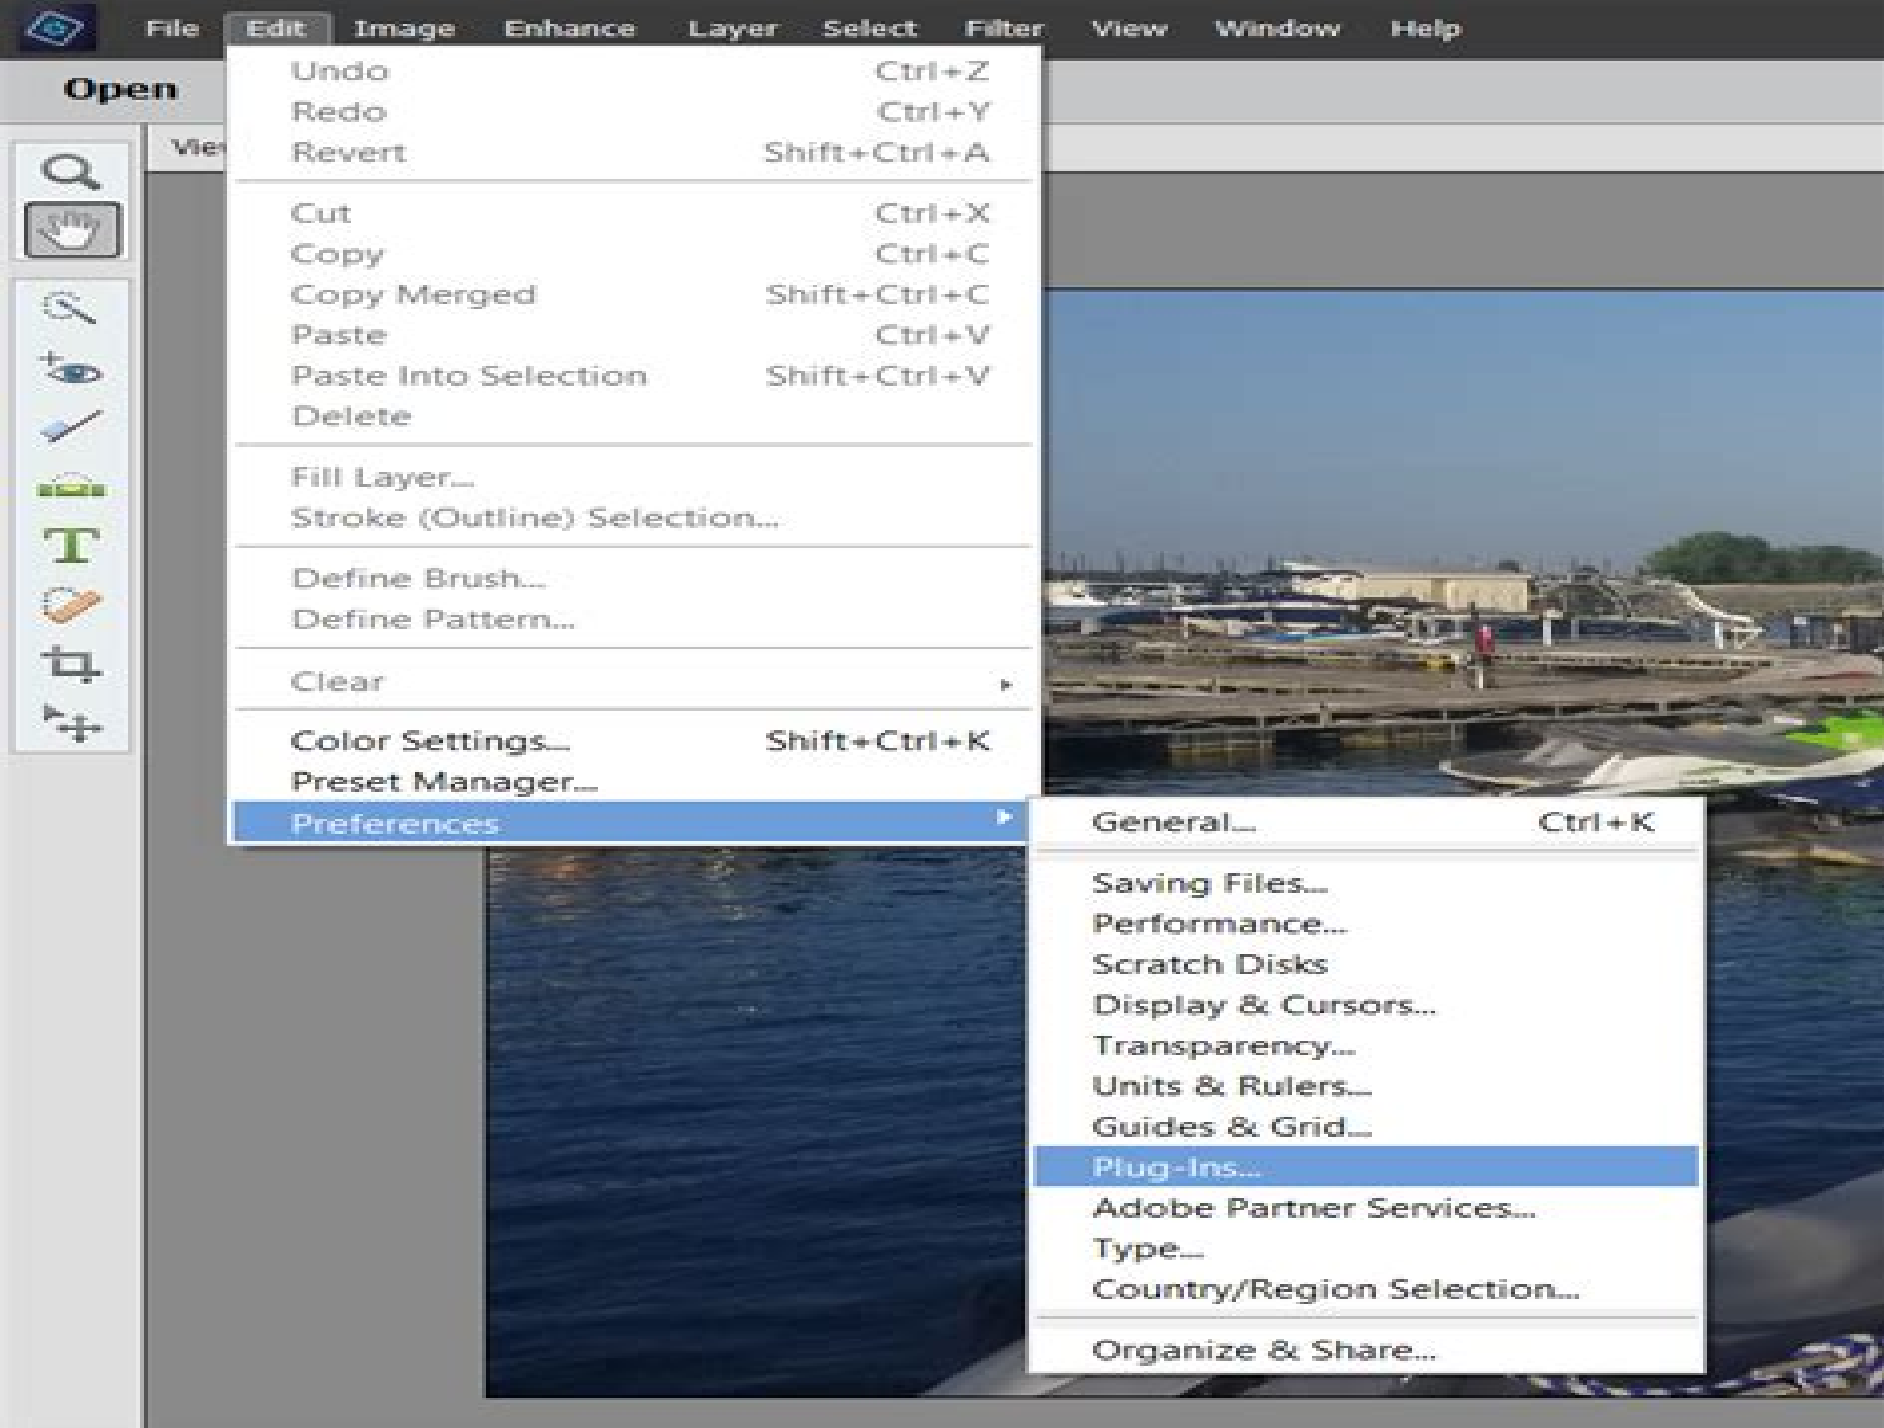 File Edit Image Enhance Layer Select Filter View Window Help
Open
Undo Ctrl+Z
Redo Ctrl+Y
Revert Shift+Ctrl+A
Cut Ctrl+X
Copy Ctrl+C
Copy Merged Shift+Ctrl+C
Paste Ctrl+V
Paste Into Selection Shift+Ctrl+V
Delete
Fill Layer...
Stroke (Outline) Selection...
Define Brush...
Define Pattern...
Clear
Color Settings... Shift+Ctrl+K
Preset Manager...
Preferences
General... Ctrl+K
Saving Files...
Performance...
Scratch Disks
Display & Cursors...
Transparency...
Units & Rulers...
Guides & Grid...
Plug-Ins...
Adobe Partner Services...
Type...
Country/Region Selection...
Organize & Share...